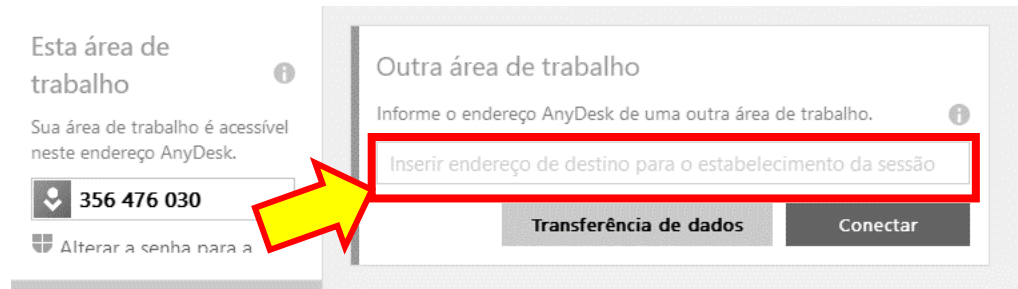 Esta área de
trabalho
Sua área de trabalho é acessível
neste endereço AnyDesk.
356 476 030
Alterar a senha para a
Outra área de trabalho
Informe o endereço AnyDesk de uma outra área de trabalho.
Inserir endereço de destino para o estabelecimento da sessão
Transferência de dados
Conectar